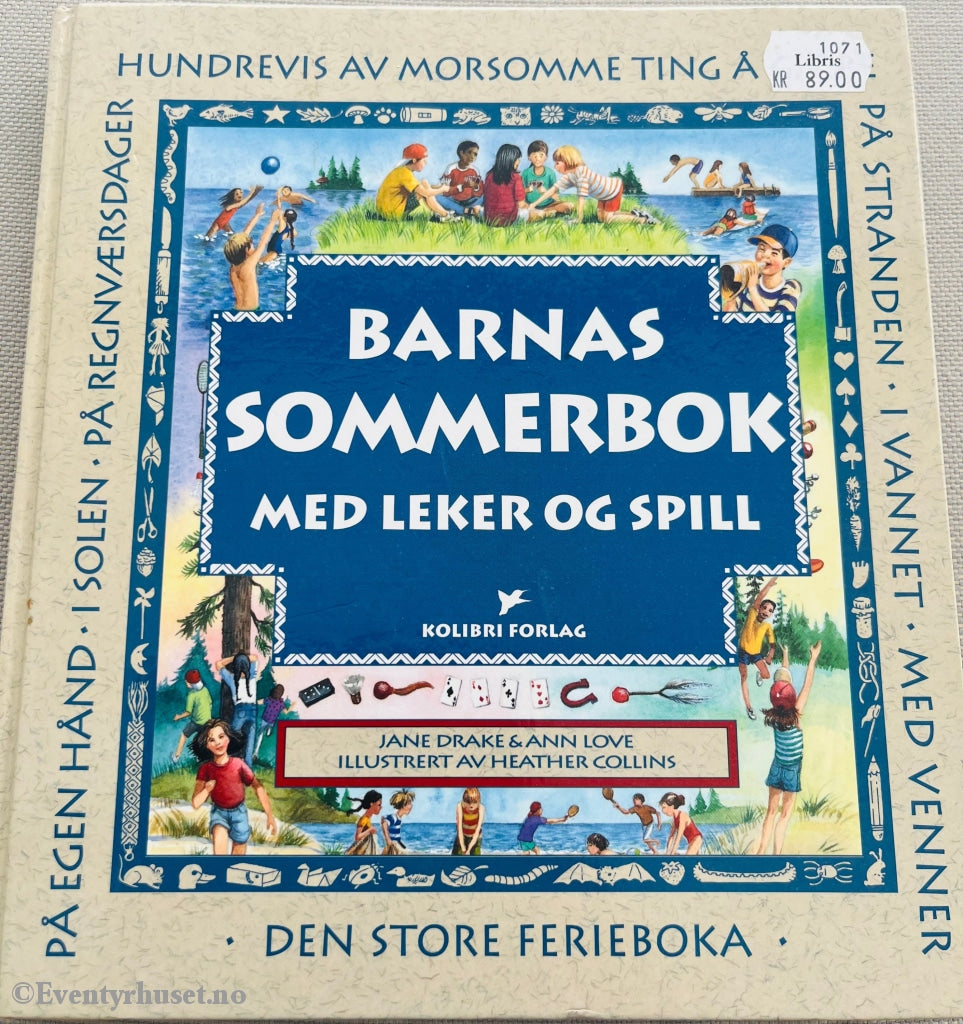 HUNDREVIS AV MORSOMME TING Å
1071
Libris
KR 89.00
PÅ EGEN HÅND · I SOLEN · PÅ REGNVÆRSDAGER
PÅ STRANDEN · I VANNET · MED VENNER
BARNAS
SOMMERBOK
MED LEKER OG SPILL
KOLIBRI FORLAG
JANE DRAKE & ANN LOVE
ILLUSTRERT AV HEATHER COLLINS
· DEN STORE FERIEBOKA ·
©Eventyrhuset.no